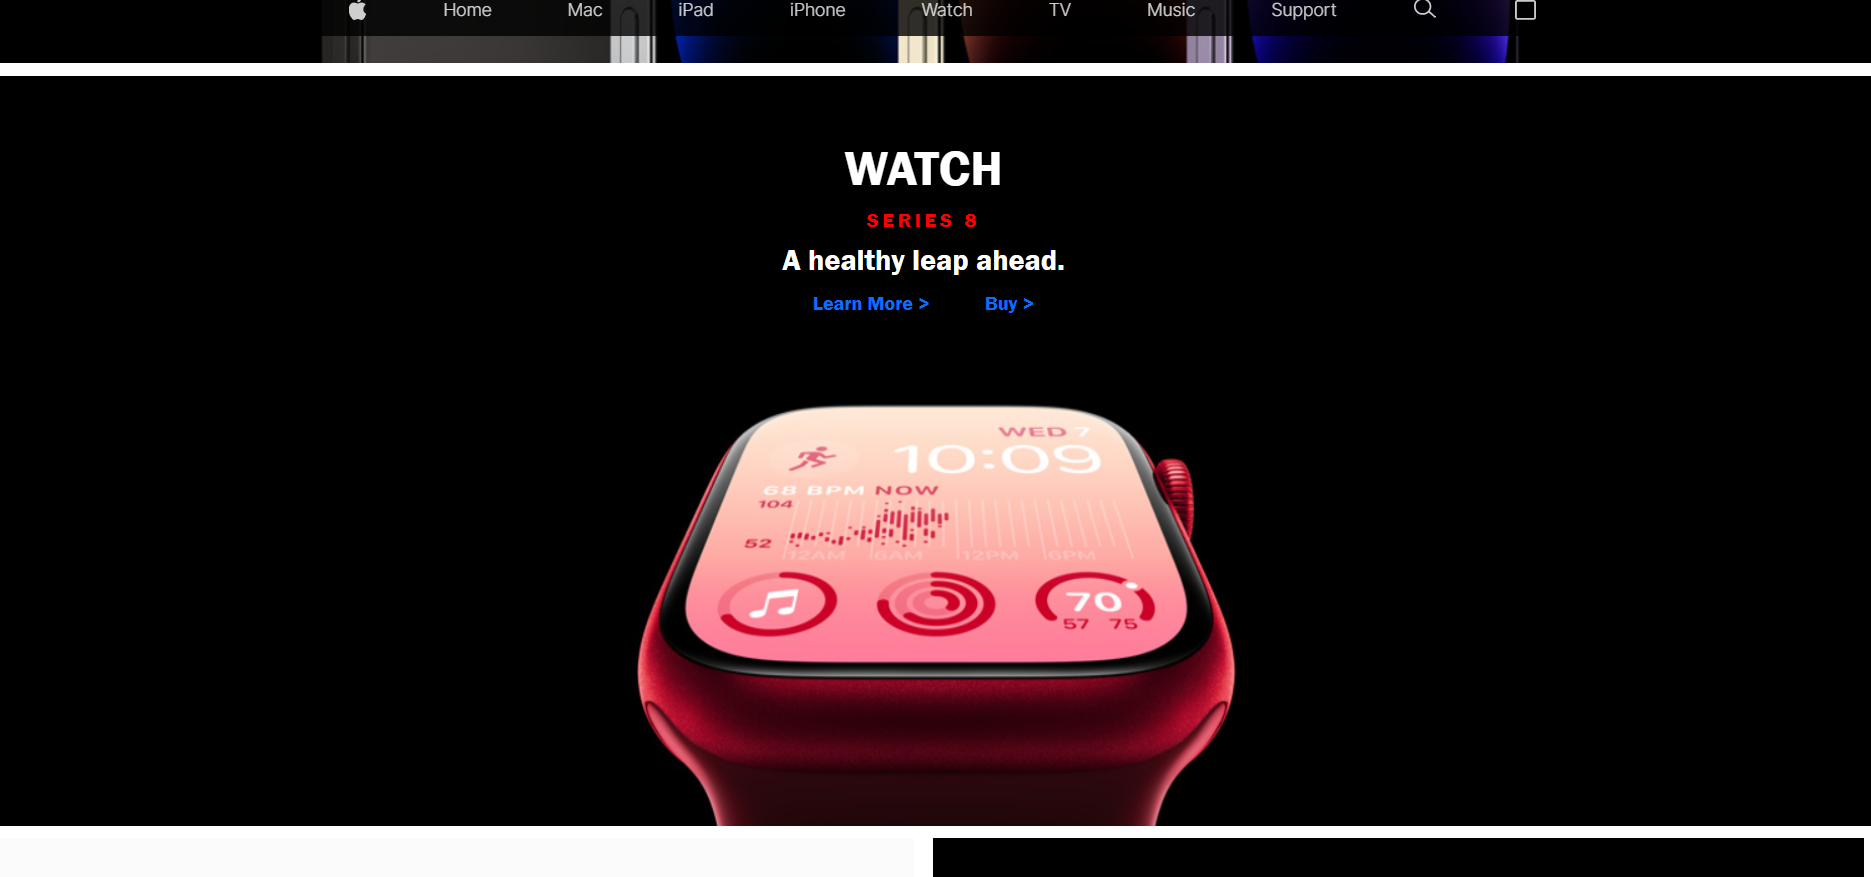 Home Mac iPad iPhone Watch TV Music Support
WATCH
SERIES 8
A healthy leap ahead.
Learn More > Buy >
WED 7
10:09
68 BPM NOW
104
52
12AM 6AM 12PM 6PM
70
57 75